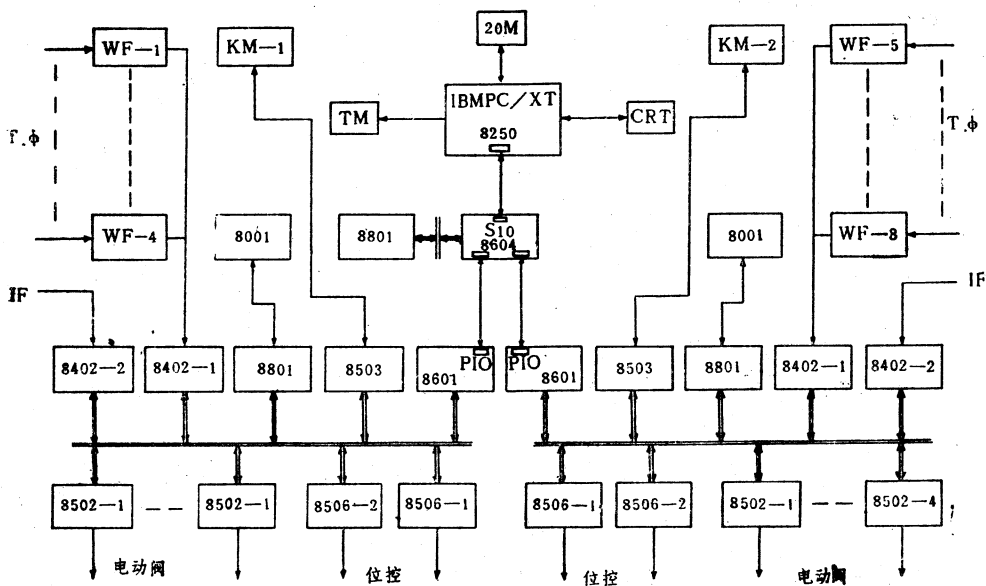 20M
WF—1
KM—1
KM—2
WF—5
IBMPC／XT
TM
8250
CRT
T.φ
T.φ
WF—4
8001
8801
S10
8604
8001
WF—8
IF
IF
8402—2
8402—1
8801
8503
PIO
8601
PIO
8601
8503
8801
8402—1
8402—2
8502—1
8502—1
8506—2
8506—1
8506—1
8506—2
8502—1
8502—4
电动阀
位控
位控
电动阀